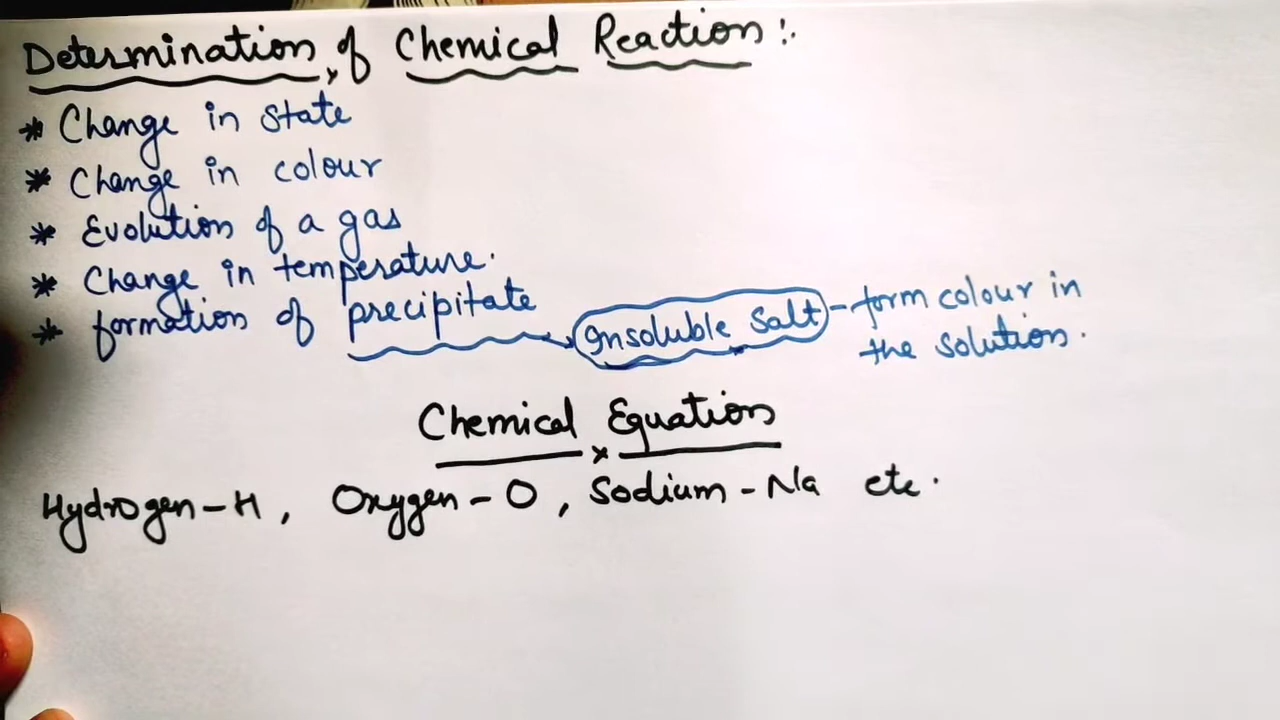 Determination of Chemical Reaction :.
* Change in state
* Change in colour
* Evolution of a gas
* Change in temperature.
* formation of precipitate Insoluble Salt - form colour in
the solution.
Chemical Equation
Hydrogen - H, Oxygen - O, Sodium - Na etc.